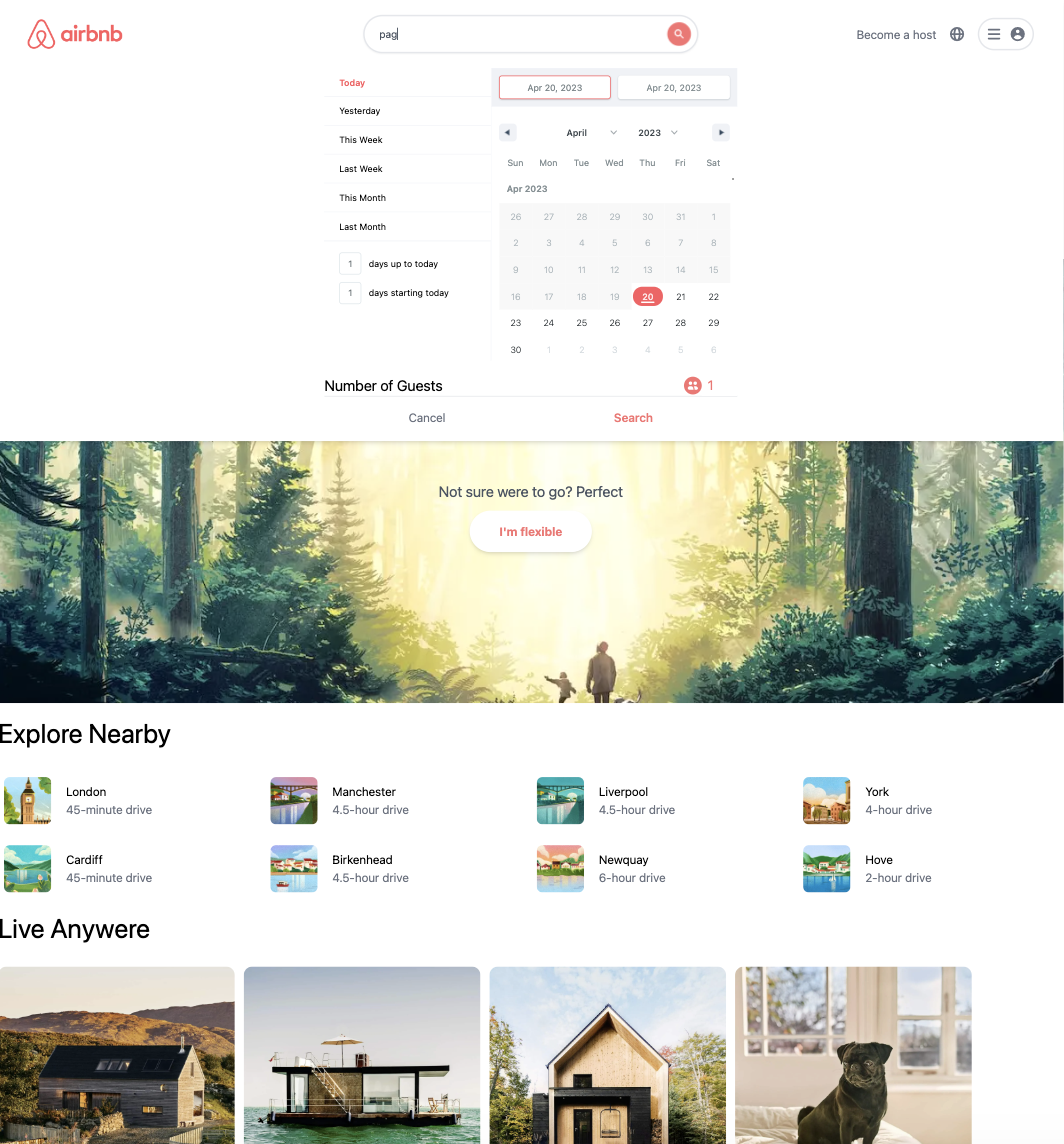 airbnb
pag
Become a host
Today
Yesterday
This Week
Last Week
This Month
Last Month
1 days up to today
1 days starting today
Apr 20, 2023 Apr 20, 2023
April 2023
Sun Mon Tue Wed Thu Fri Sat
Apr 2023
26 27 28 29 30 31 1
2 3 4 5 6 7 8
9 10 11 12 13 14 15
16 17 18 19 20 21 22
23 24 25 26 27 28 29
30 1 2 3 4 5 6
Number of Guests 1
Cancel Search
Not sure were to go? Perfect
I'm flexible
Explore Nearby
London
45-minute drive
Manchester
4.5-hour drive
Liverpool
4.5-hour drive
York
4-hour drive
Cardiff
45-minute drive
Birkenhead
4.5-hour drive
Newquay
6-hour drive
Hove
2-hour drive
Live Anywere